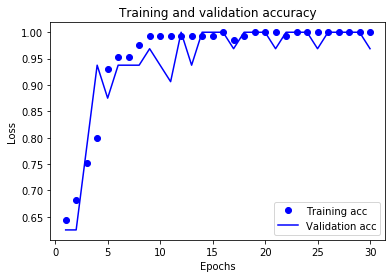 Training and validation accuracy
1.00
0.95
0.90
0.85
0.80
0.75
0.70
0.65
Loss
Training acc
Validation acc
0 5 10 15 20 25 30
Epochs